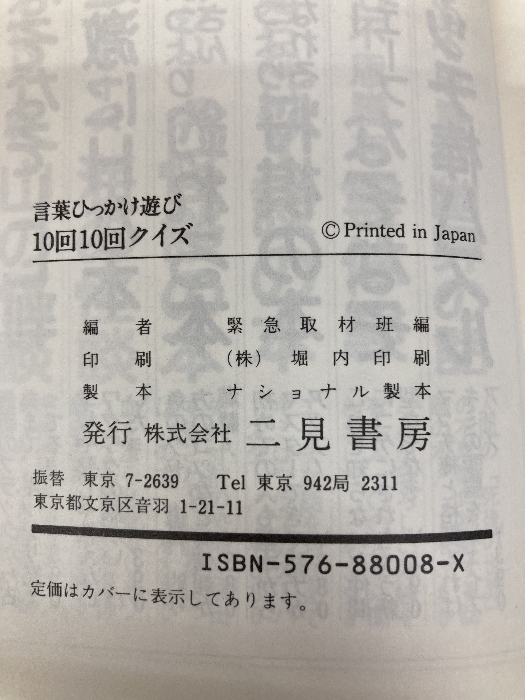 言葉ひっかけ遊び
10回10回クイズ
©Printed in Japan
編者 緊急取材班編
印刷 (株)堀内印刷
製本 ナショナル製本
発行 株式会社 二見書房
振替 東京 7-2639 Tel 東京 942局 2311
東京都文京区音羽 1-21-11
ISBN-576-88008-X
定価はカバーに表示してあります。